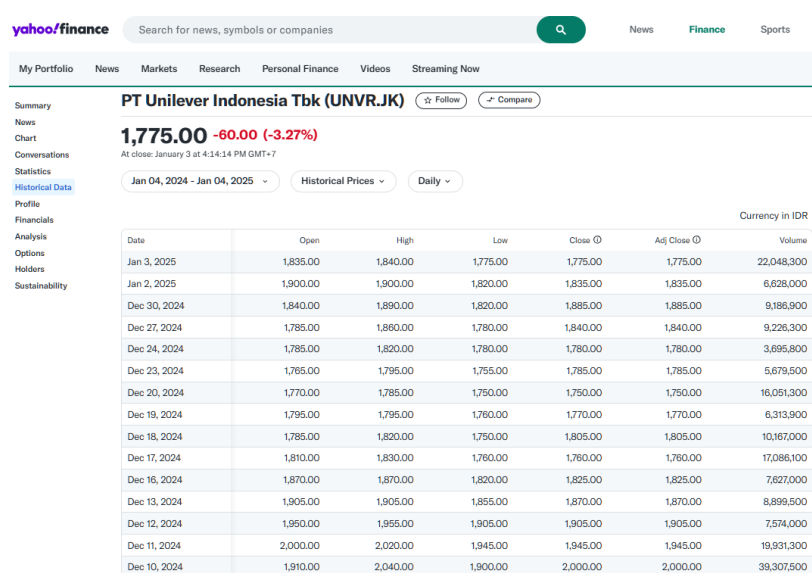 yahoo!finance Search for news, symbols or companies News Finance Sports
My Portfolio News Markets Research Personal Finance Videos Streaming Now
Summary
News
Chart
Conversations
Statistics
Historical Data
Profile
Financials
Analysis
Options
Holders
Sustainability
PT Unilever Indonesia Tbk (UNVR.JK) Follow Compare
1,775.00 -60.00 (-3.27%)
At close: January 3 at 4:14:14 PM GMT+7
Jan 04, 2024 - Jan 04, 2025 Historical Prices Daily
Currency in IDR
Date Open High Low Close Adj Close Volume
Jan 3, 2025 1,835.00 1,840.00 1,775.00 1,775.00 1,775.00 22,048,300
Jan 2, 2025 1,900.00 1,900.00 1,820.00 1,835.00 1,835.00 6,628,000
Dec 30, 2024 1,840.00 1,890.00 1,820.00 1,885.00 1,885.00 9,186,900
Dec 27, 2024 1,785.00 1,860.00 1,780.00 1,840.00 1,840.00 9,226,300
Dec 24, 2024 1,785.00 1,820.00 1,780.00 1,780.00 1,780.00 3,695,800
Dec 23, 2024 1,765.00 1,795.00 1,755.00 1,785.00 1,785.00 5,679,500
Dec 20, 2024 1,770.00 1,785.00 1,750.00 1,750.00 1,750.00 16,051,300
Dec 19, 2024 1,795.00 1,795.00 1,760.00 1,770.00 1,770.00 6,313,900
Dec 18, 2024 1,785.00 1,820.00 1,750.00 1,805.00 1,805.00 10,167,000
Dec 17, 2024 1,810.00 1,830.00 1,760.00 1,760.00 1,760.00 17,086,100
Dec 16, 2024 1,870.00 1,870.00 1,820.00 1,825.00 1,825.00 7,627,000
Dec 13, 2024 1,905.00 1,905.00 1,855.00 1,870.00 1,870.00 8,899,500
Dec 12, 2024 1,950.00 1,955.00 1,905.00 1,905.00 1,905.00 7,574,000
Dec 11, 2024 2,000.00 2,020.00 1,945.00 1,945.00 1,945.00 19,931,300
Dec 10, 2024 1,910.00 2,040.00 1,900.00 2,000.00 2,000.00 39,307,500